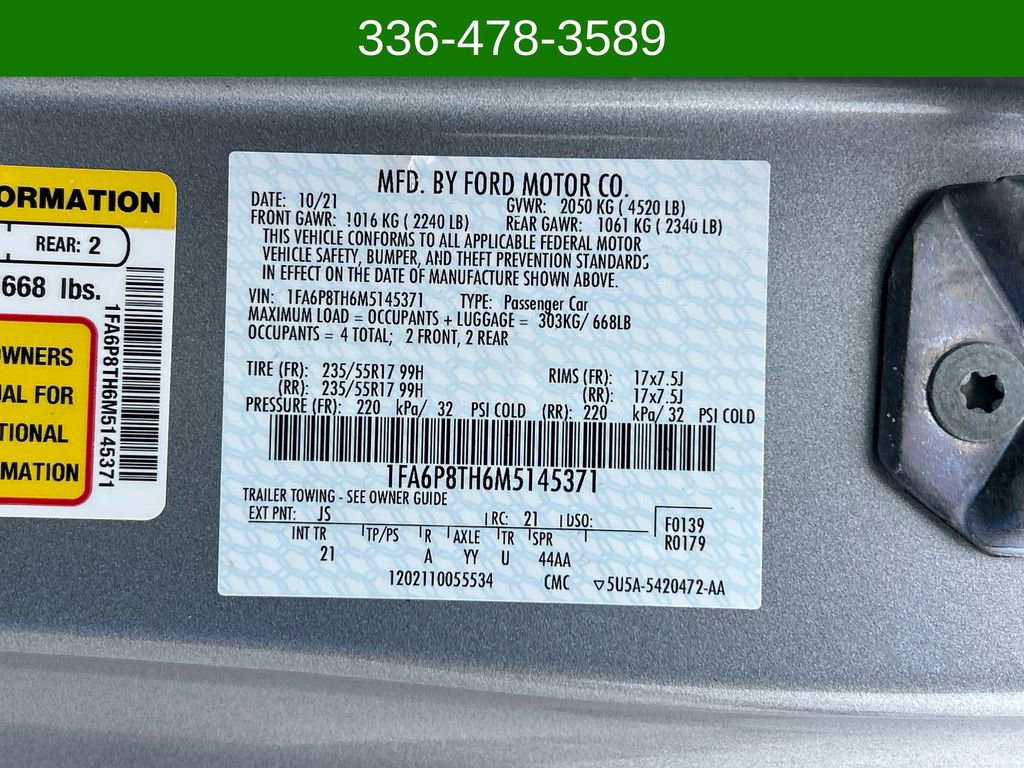 336-478-3589
ORMATION
REAR: 2
668 lbs.
OWNERS
UAL FOR
TIONAL
MATION
1FA6P8TH6M5145371
MFD. BY FORD MOTOR CO.
DATE: 10/21 GVWR: 2050 KG ( 4520 LB)
FRONT GAWR: 1016 KG ( 2240 LB) REAR GAWR: 1061 KG ( 2340 LB)
THIS VEHICLE CONFORMS TO ALL APPLICABLE FEDERAL MOTOR
VEHICLE SAFETY, BUMPER, AND THEFT PREVENTION STANDARDS
IN EFFECT ON THE DATE OF MANUFACTURE SHOWN ABOVE.
VIN: 1FA6P8TH6M5145371 TYPE: Passenger Car
MAXIMUM LOAD = OCCUPANTS + LUGGAGE = 303KG/ 668LB
OCCUPANTS = 4 TOTAL; 2 FRONT, 2 REAR
TIRE (FR): 235/55R17 99H RIMS (FR): 17x7.5J
(RR): 235/55R17 99H (RR): 17x7.5J
PRESSURE (FR): 220 kPa/ 32 PSI COLD (RR): 220 kPa/ 32 PSI COLD
1FA6P8TH6M5145371
TRAILER TOWING - SEE OWNER GUIDE
EXT PNT: JS RC: 21 DSO: F0139
INT TR TP/PS R AXLE TR SPR R0179
21 A YY U 44AA
1202110055534 CMC ▽5U5A-5420472-AA